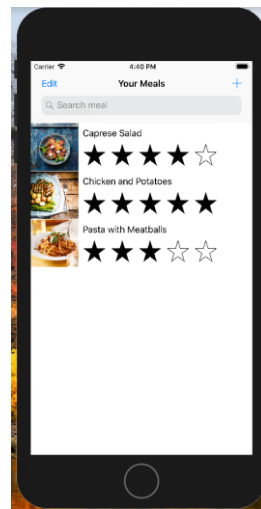 Carrier 4:40 PM
Edit Your Meals +
Search meal
Caprese Salad
Chicken and Potatoes
Pasta with Meatballs